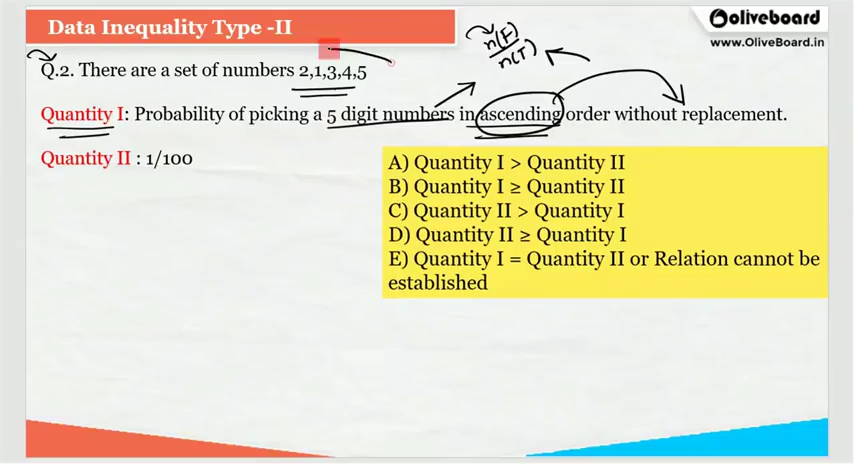 Data Inequality Type -II
oliveboard
www.OliveBoard.in
n(F)/n(T)
Q.2. There are a set of numbers 2,1,3,4,5
Quantity I: Probability of picking a 5 digit numbers in ascending order without replacement.
Quantity II : 1/100
A) Quantity I > Quantity II
B) Quantity I ≥ Quantity II
C) Quantity II > Quantity I
D) Quantity II ≥ Quantity I
E) Quantity I = Quantity II or Relation cannot be
established